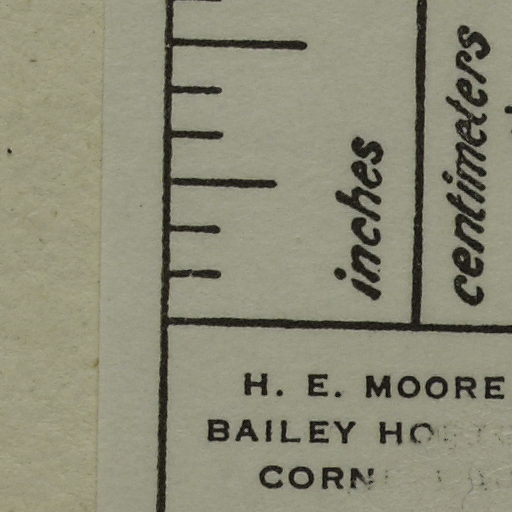 inches
centimeters
H. E. MOORE
BAILEY